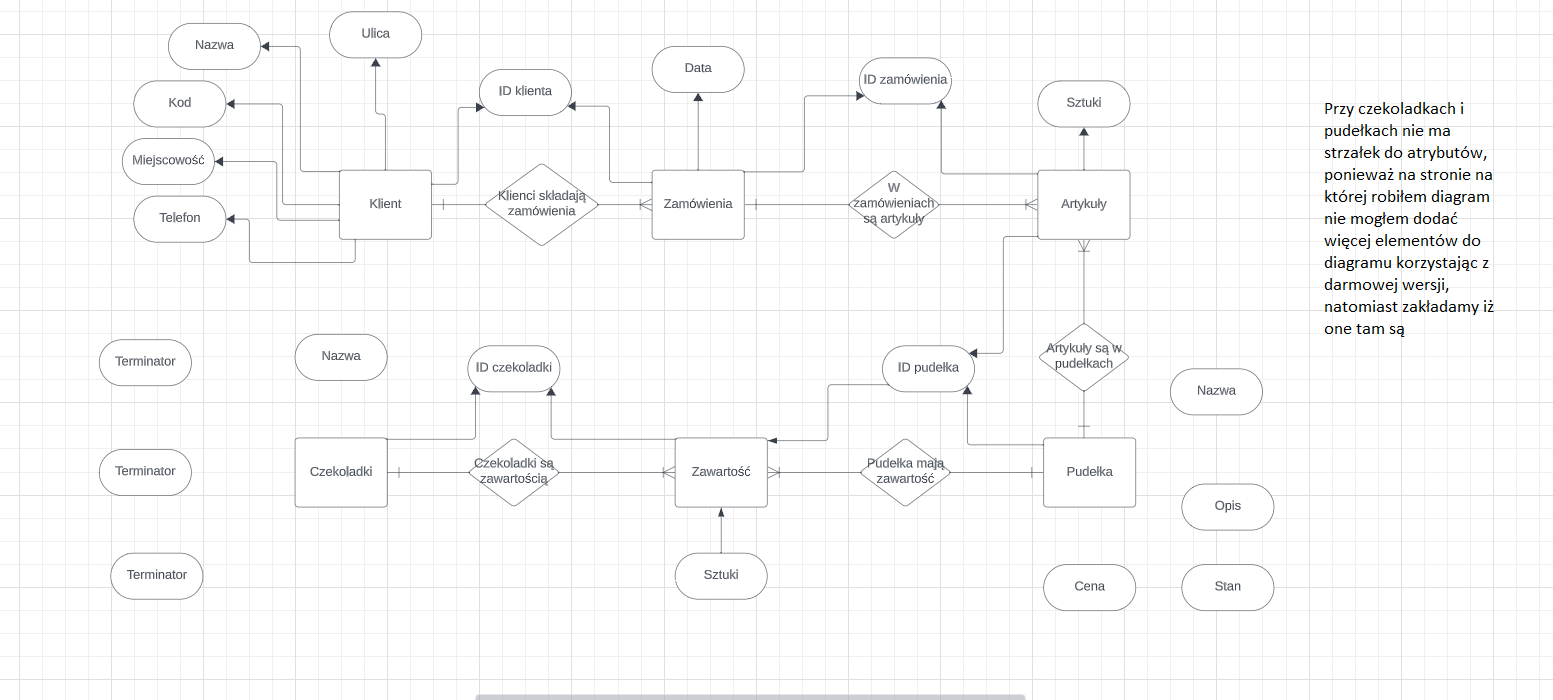 Ulica
Nazwa
Data
ID zamówienia
ID klienta
Kod
Sztuki
Miejscowość
Telefon
Klient
Klienci składają
zamówienia
Zamówienia
W
zamówieniach
są artykuły
Artykuły
Przy czekoladkach i
pudełkach nie ma
strzałek do atrybutów,
ponieważ na stronie na
której robiłem diagram
nie mogłem dodać
więcej elementów do
diagramu korzystając z
darmowej wersji,
natomiast zakładamy iż
one tam są
Terminator
Nazwa
ID czekoladki
ID pudełka
Artykuły są w
pudełkach
Nazwa
Terminator
Czekoladki
Czekoladki są
zawartością
Zawartość
Pudełka mają
zawartość
Pudełka
Opis
Terminator
Sztuki
Cena
Stan